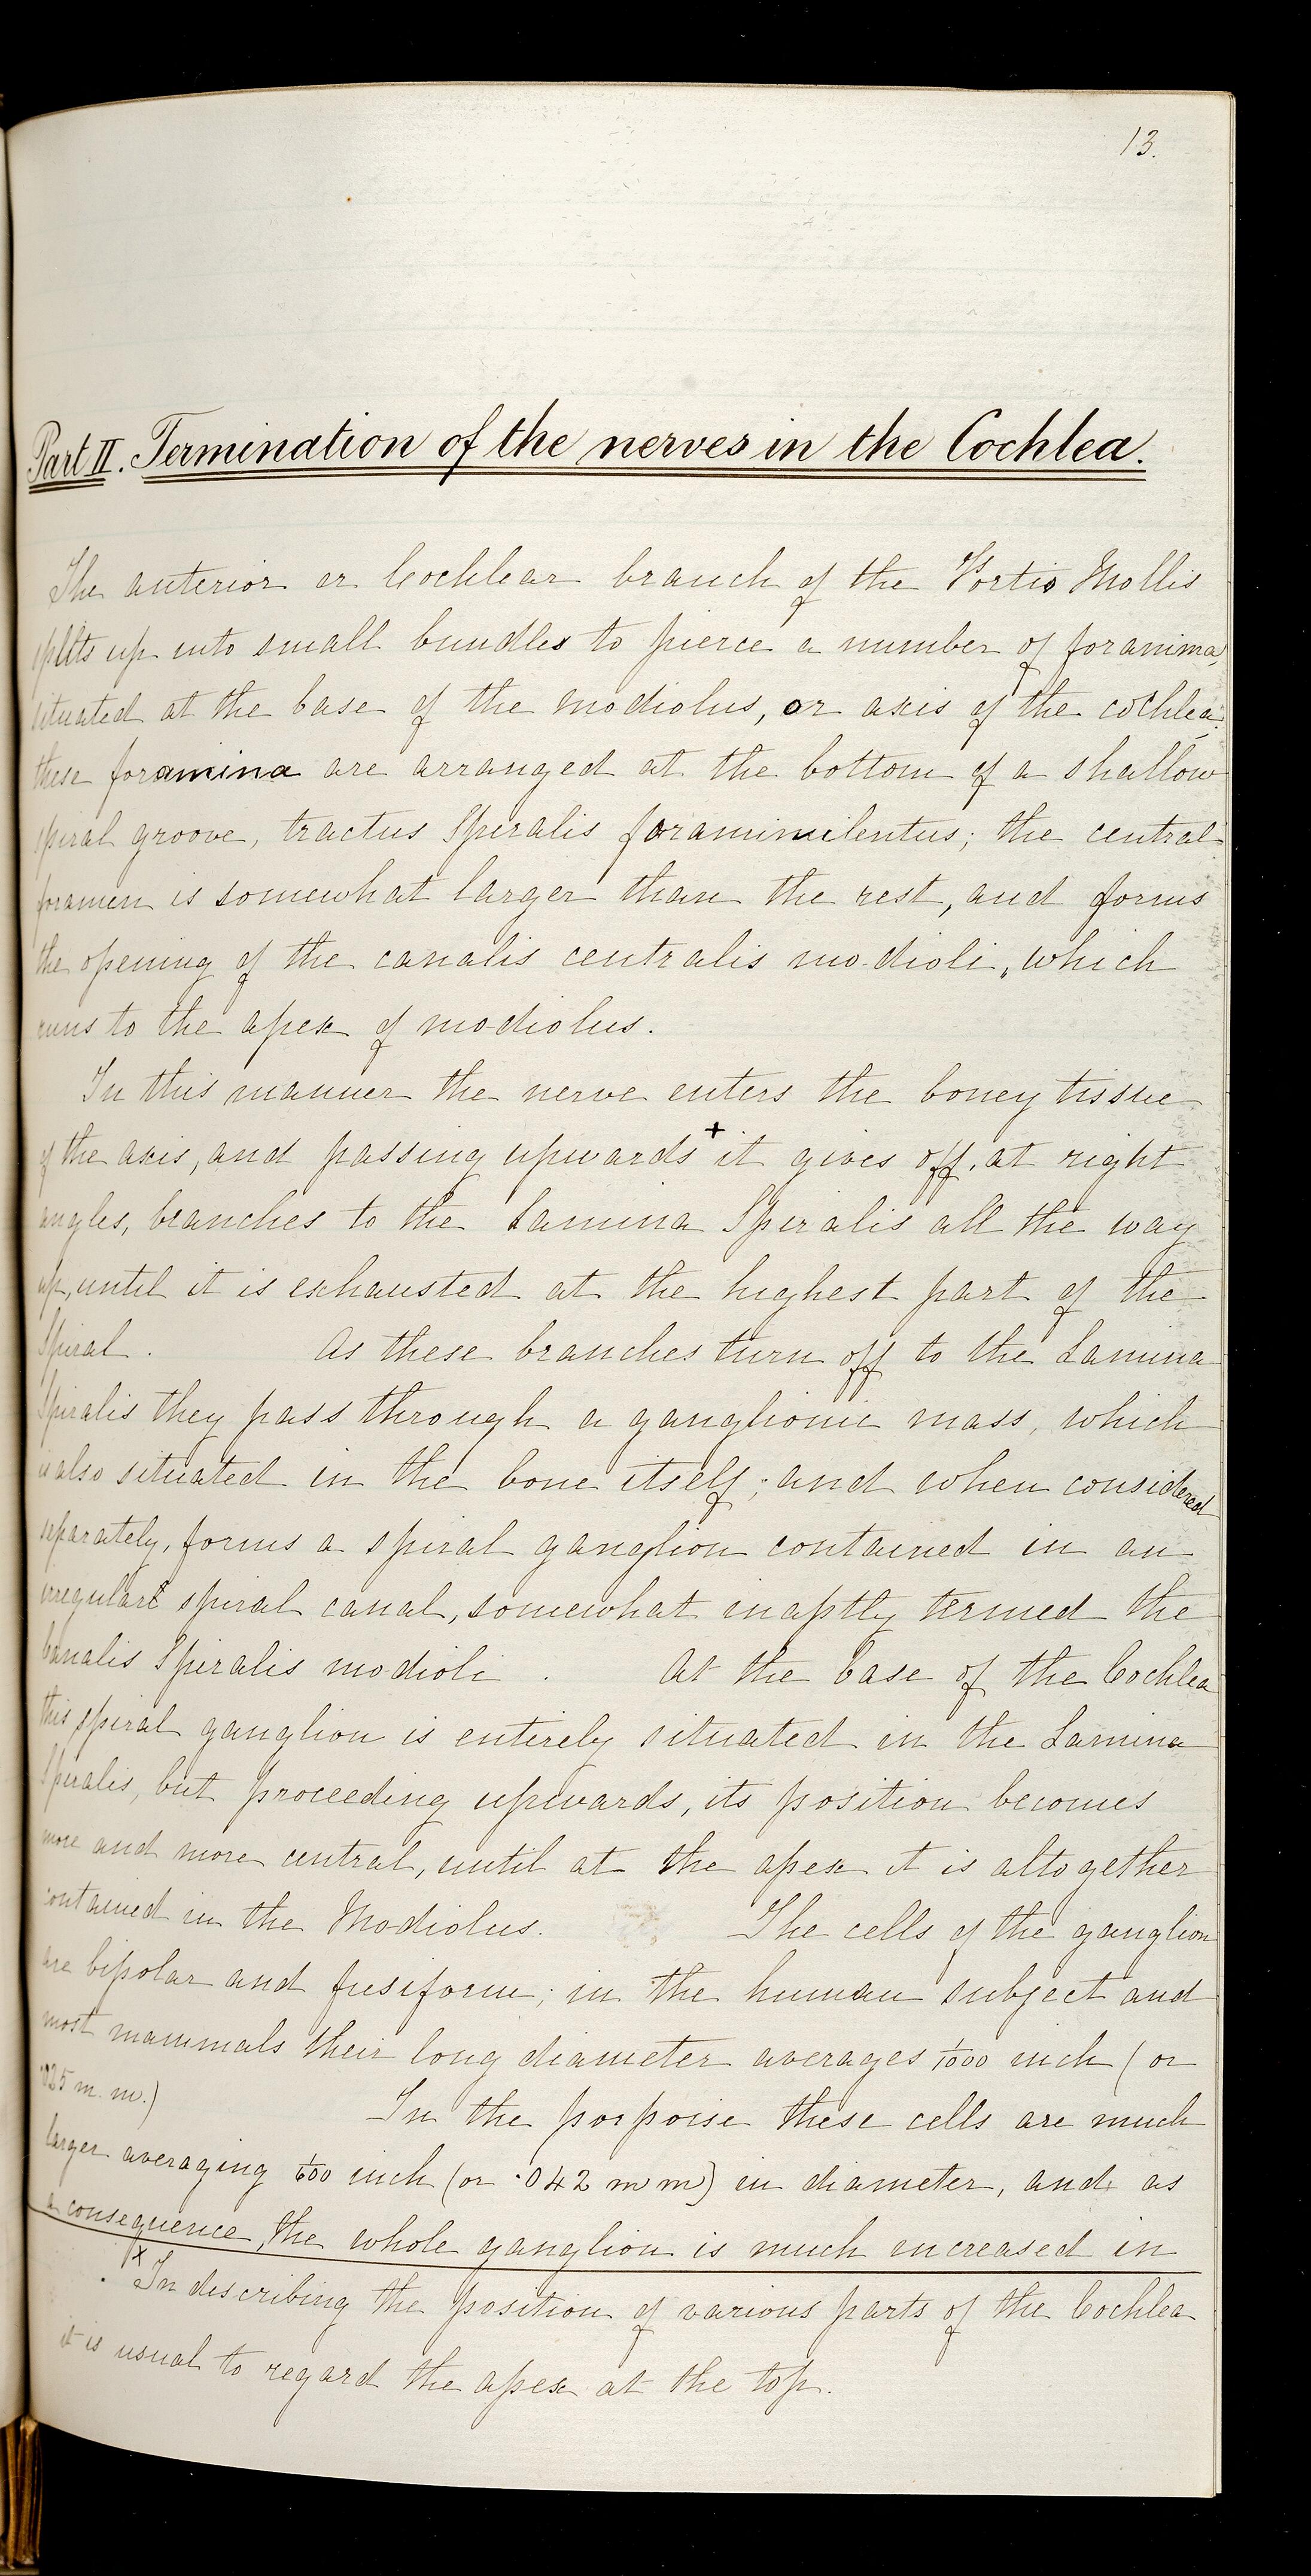 13.
Part II. Termination of the nerves in the Cochlea.
The anterior or Cochlear branch of the Portio Mollis
splits up into small bundles to pierce a number of foramina,
situated at the base of the modiolus, or axis of the cochlea.
these foramina are arranged at the bottom of a shallow
spiral groove, tractus Spiralis foraminulentus; the central
foramen is somewhat larger than the rest, and forms
the opening of the canalis centralis modioli, which
runs to the apex of modiolus.
In this manner the nerve enters the boney tissue
of the axis, and passing upwards + it gives off, at right
angles, branches to the Lamina Spiralis all the way
up, until it is exhausted at the highest part of the
Spiral. As these branches turn off to the Lamina
Spiralis they pass through a ganglionic mass, which
is also situated in the bone itself; and when considered
separately, forms a spiral ganglion contained in an
irregular spiral canal, somewhat inaptly termed the
Canalis Spiralis modioli. At the base of the Cochlea
this spiral ganglion is entirely situated in the Lamina
Spiralis, but proceeding upwards, its position becomes
more and more central, until at the apex it is altogether
contained in the Modiolus. The cells of the ganglion
are bipolar and fusiform; in the human subject and
most mammals their long diameter averages 1/1000 inch (or
·025 m.m.)
In the porpoise these cells are much
larger averaging 1/600 inch (or ·042 mm) in diameter, and as
a consequence, the whole ganglion is much increased in
x In describing the position of various parts of the Cochlea
it is usual to regard the apex at the top.